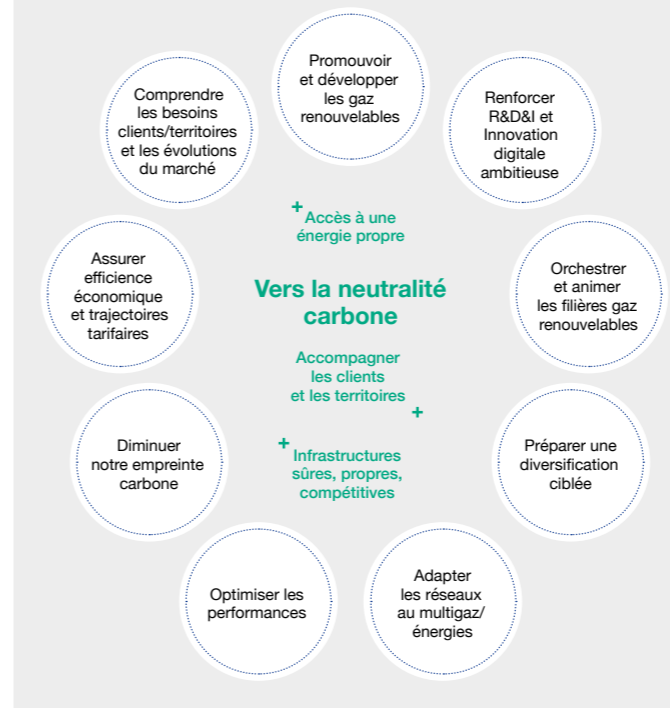 Promouvoir
et développer
les gaz
renouvelables
Renforcer
R&D&I et
Innovation
digitale
ambitieuse
Orchestrer
et animer
les filières gaz
renouvelables
Préparer une
diversification
ciblée
Adapter
les réseaux
au multigaz/
énergies
Optimiser les
performances
Diminuer
notre empreinte
carbone
Assurer
efficience
économique
et trajectoires
tarifaires
Comprendre
les besoins
clients/territoires
et les évolutions
du marché
+
Accès à une
énergie propre
Vers la neutralité
carbone
Accompagner
les clients
et les territoires
+
+
Infrastructures
sûres, propres,
compétitives